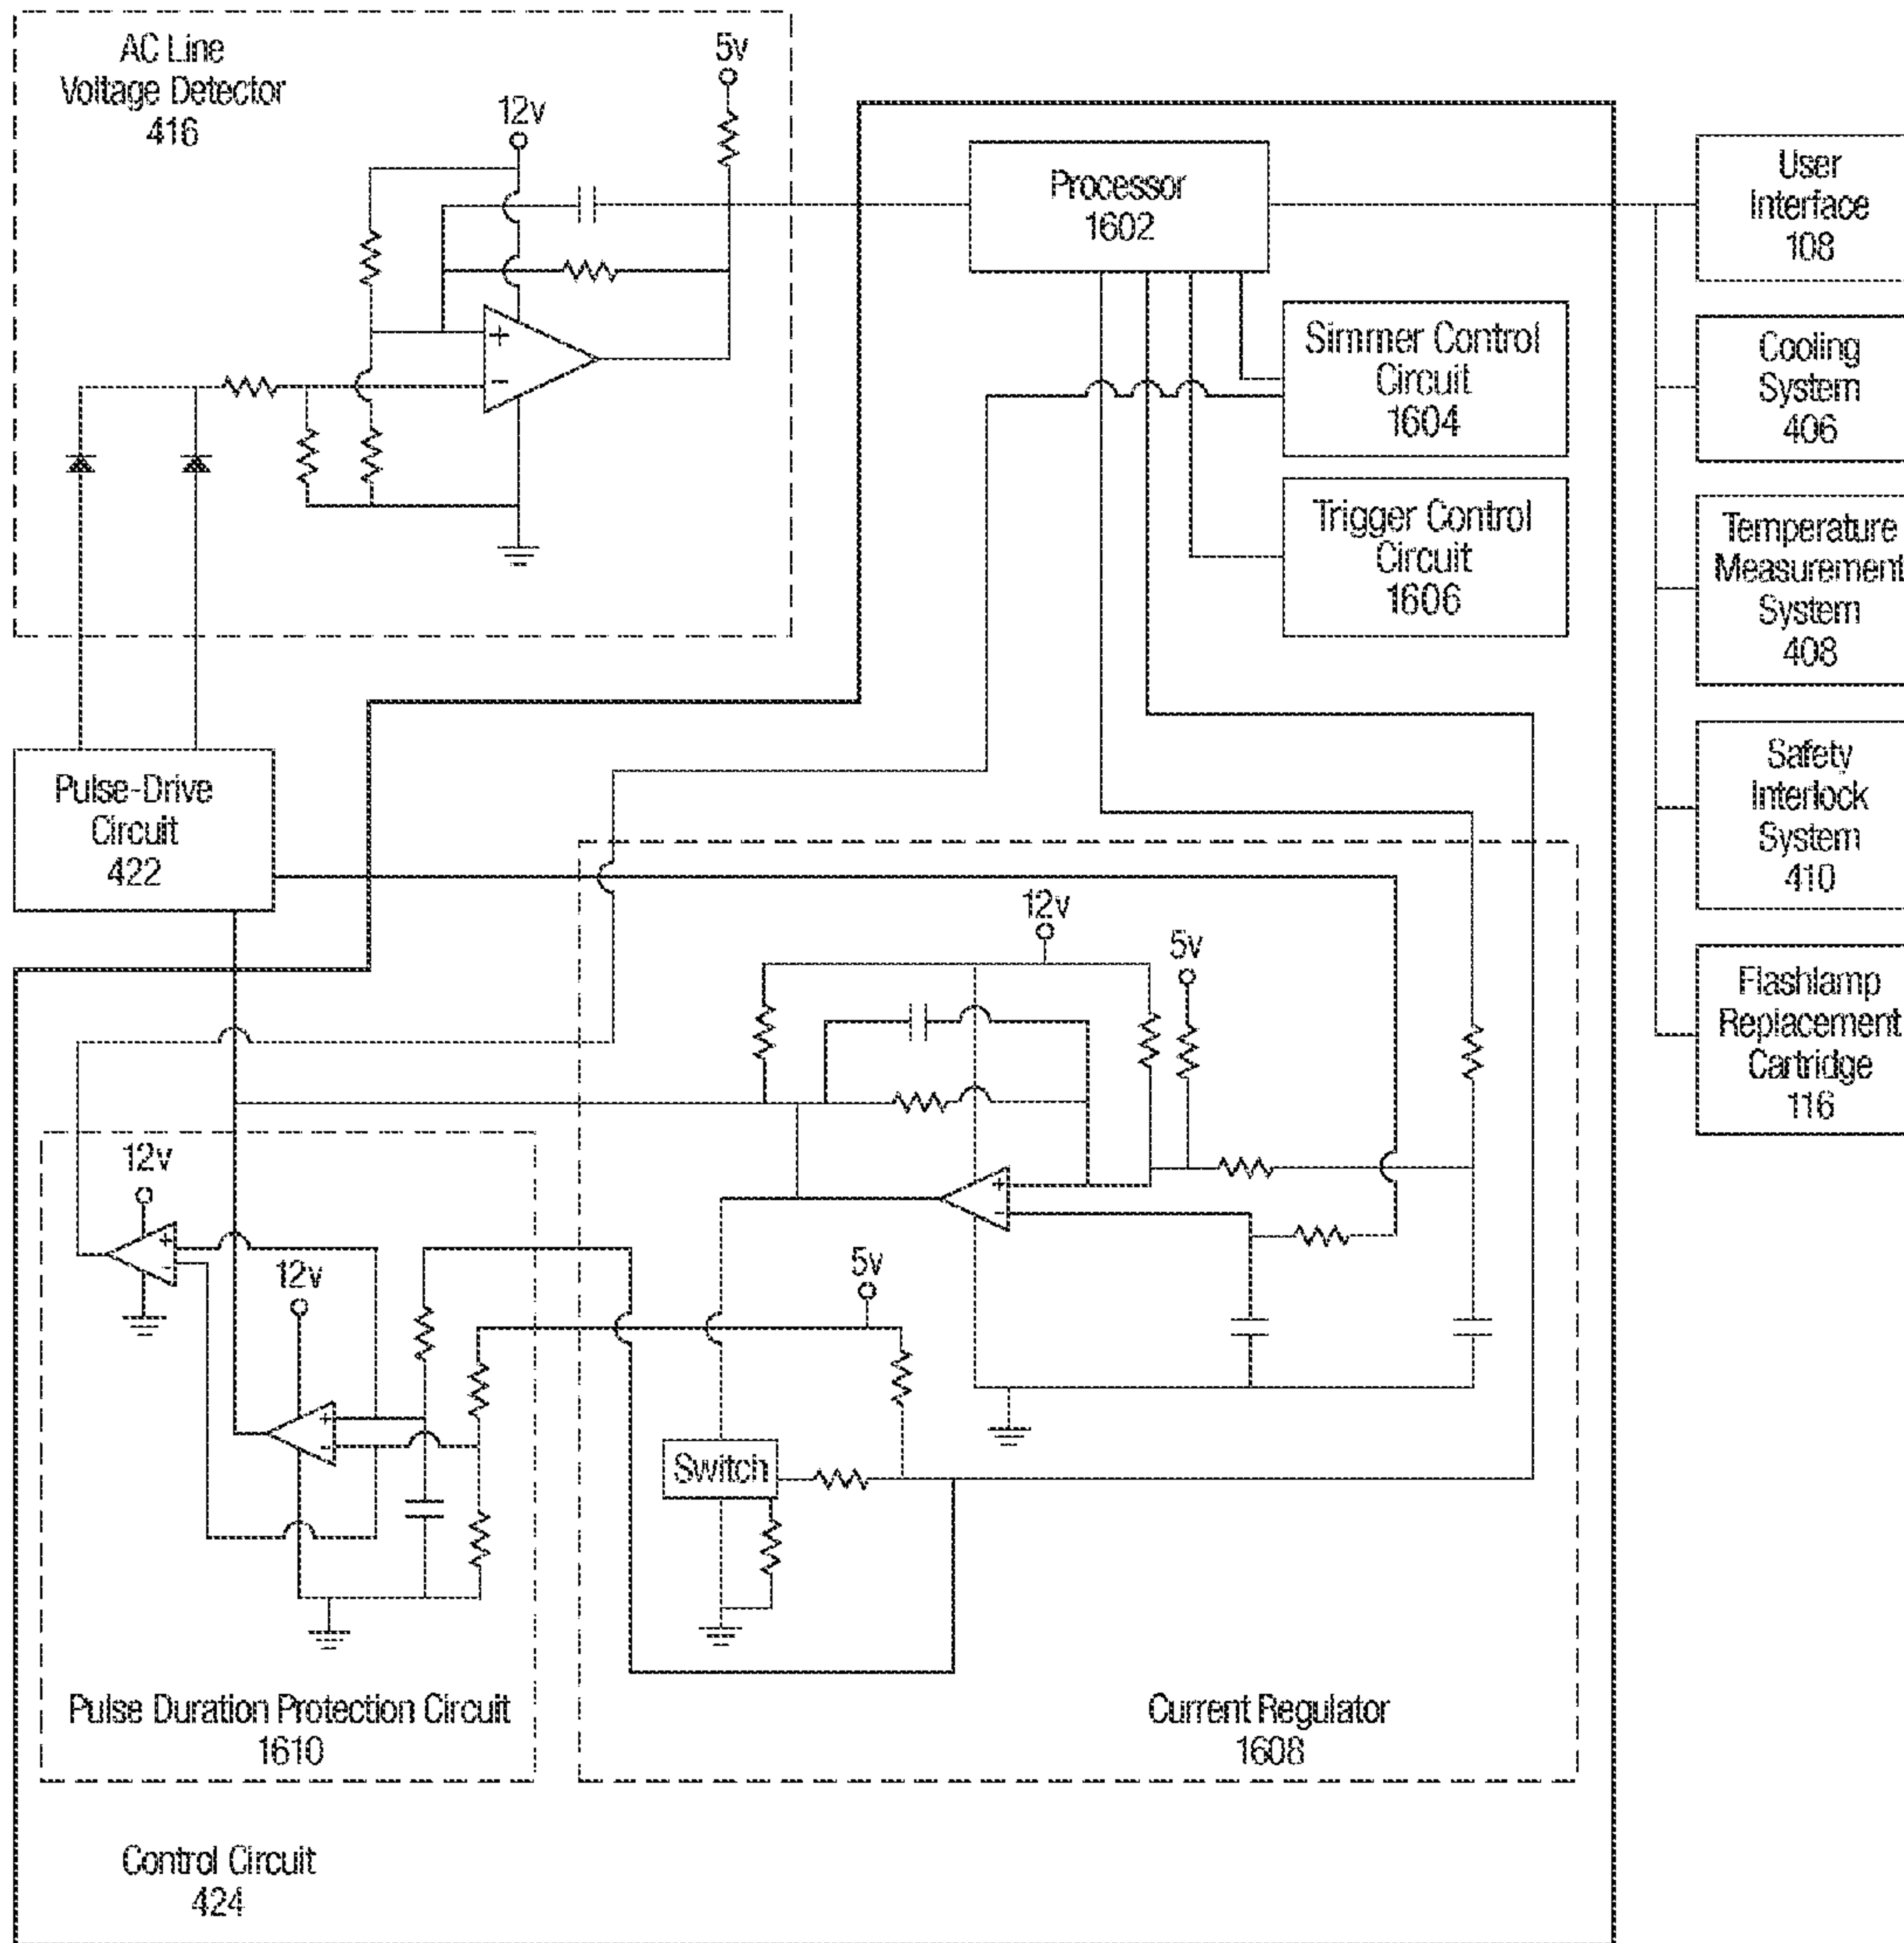 AC Line
Voltage Detector
416
5v
12v
+
−
Processor
1602
Simmer Control
Circuit
1604
Trigger Control
Circuit
1606
User
Interface
108
Cooling
System
406
Temperature
Measurement
System
408
Safety
Interlock
System
410
Flashlamp
Replacement
Cartridge
116
Pulse-Drive
Circuit
422
12v
5v
+
-
5v
Switch
Current Regulator
1608
12v
+
-
12v
+
-
Pulse Duration Protection Circuit
1610
Control Circuit
424